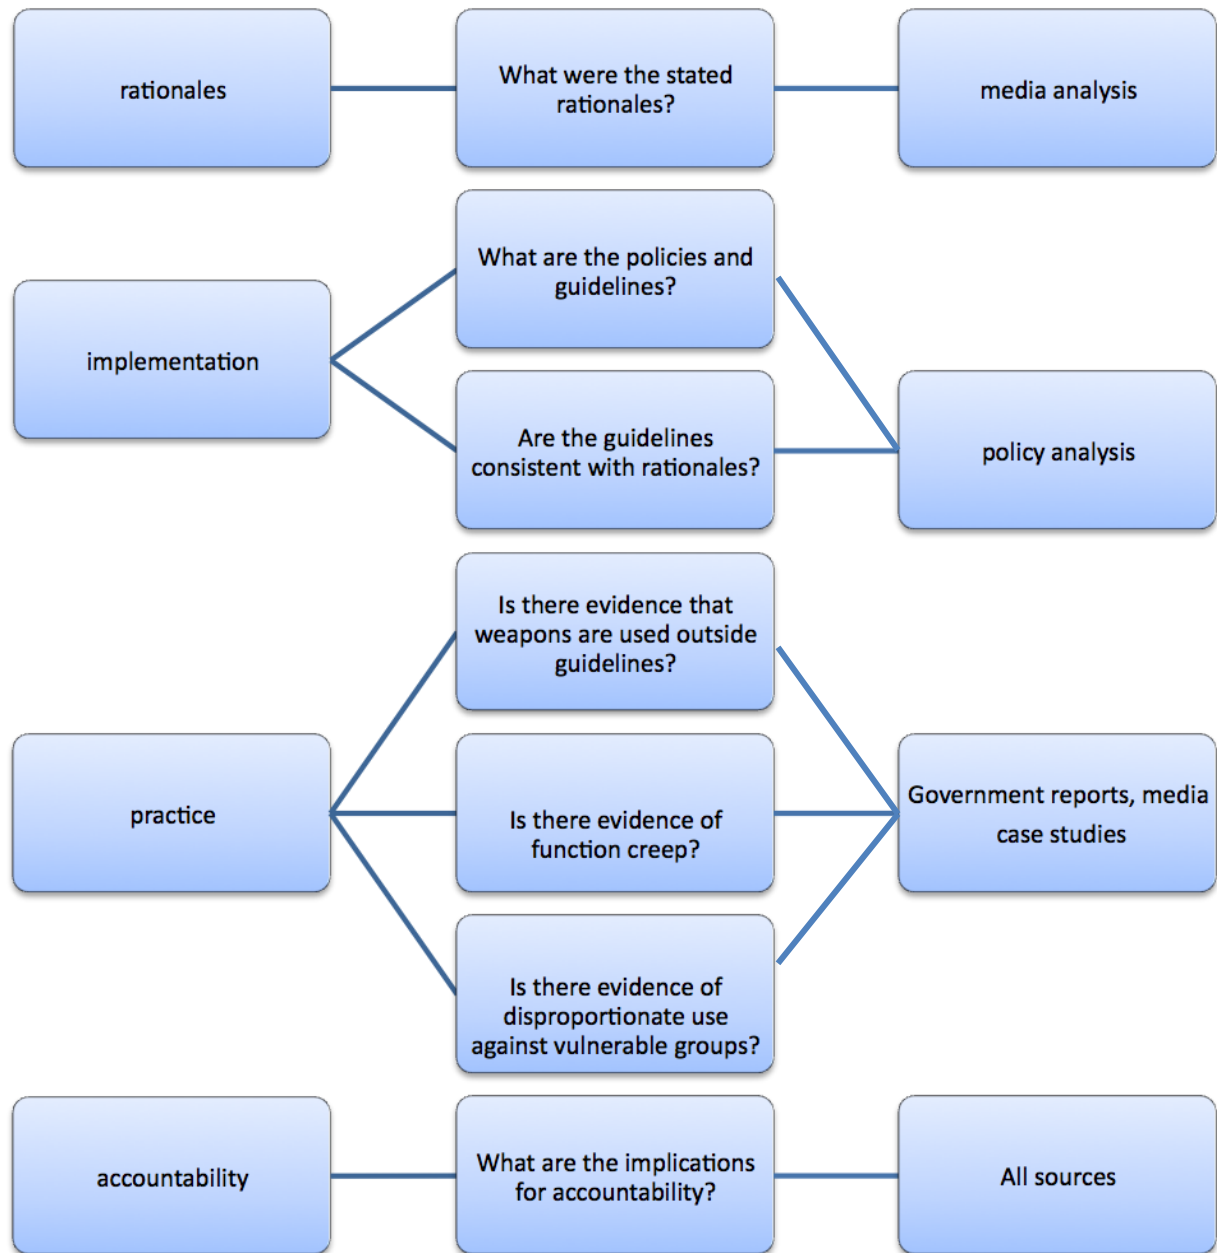 rationales
What were the stated
rationales?
media analysis
What are the policies and
guidelines?
implementation
Are the guidelines
consistent with rationales?
policy analysis
Is there evidence that
weapons are used outside
guidelines?
practice
Is there evidence of
function creep?
Government reports, media
case studies
Is there evidence of
disproportionate use
against vulnerable groups?
accountability
What are the implications
for accountability?
All sources